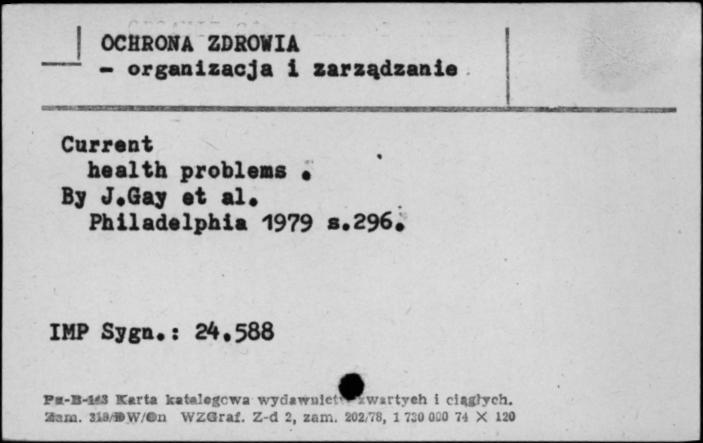 OCHRONA ZDROWIA
- organizacja i zarządzanie
Current
health problems .
By J.Gay et al.
Philadelphia 1979 s.296.
IMP Sygn.: 24.588
Karta katalogowa wydawnictw zwartych i ciągłych.
Zam. WZGraf. Z-d 2, zam. 202/78, 1 730 000 74 X 120